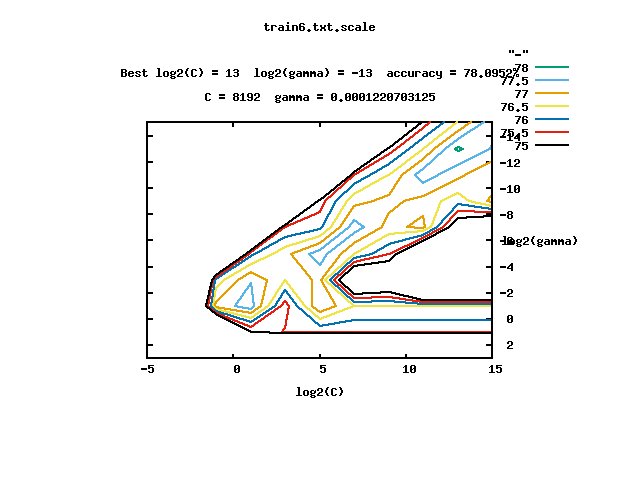 train6.txt.scale
"-"
Best log2(C) = 13 log2(gamma) = -13 accuracy = 78.0952%
78
77.5
C = 8192 gamma = 0.0001220703125
77
76.5
76
75.5
-14
75
-12
-10
-8
-6
log2(gamma)
-4
-2
0
2
-5 0 5 10 15
log2(C)